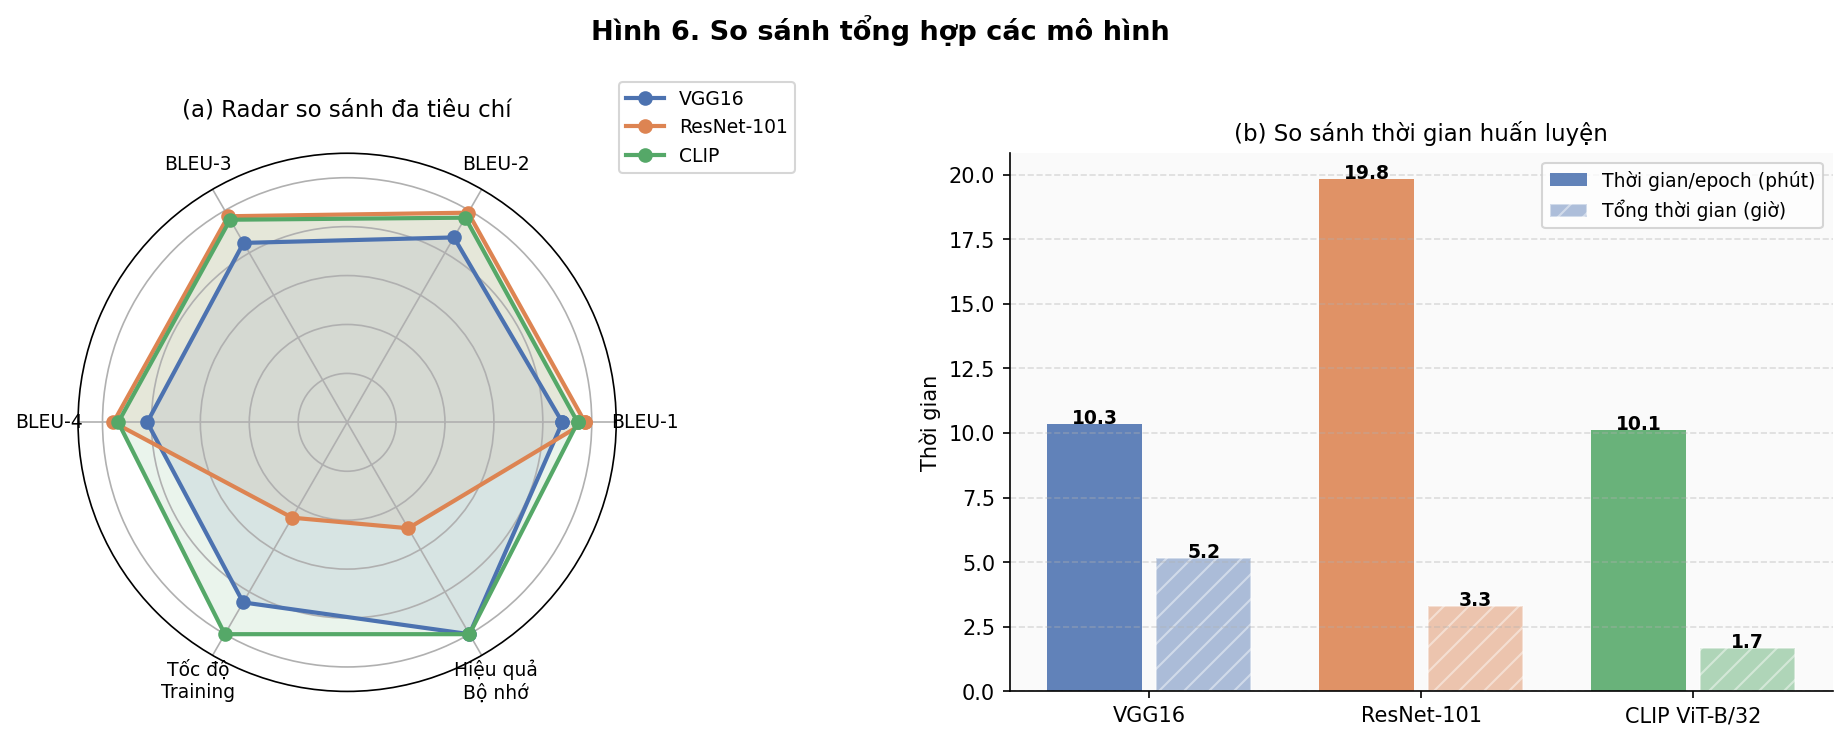 Hình 6. So sánh tổng hợp các mô hình
(a) Radar so sánh đa tiêu chí
VGG16
ResNet-101
CLIP
BLEU-3
BLEU-2
BLEU-4
BLEU-1
Tốc độ
Training
Hiệu quả
Bộ nhớ
(b) So sánh thời gian huấn luyện
Thời gian/epoch (phút)
Tổng thời gian (giờ)
Thời gian
20.0
17.5
15.0
12.5
10.0
7.5
5.0
2.5
0.0
10.3
5.2
19.8
3.3
10.1
1.7
VGG16
ResNet-101
CLIP ViT-B/32